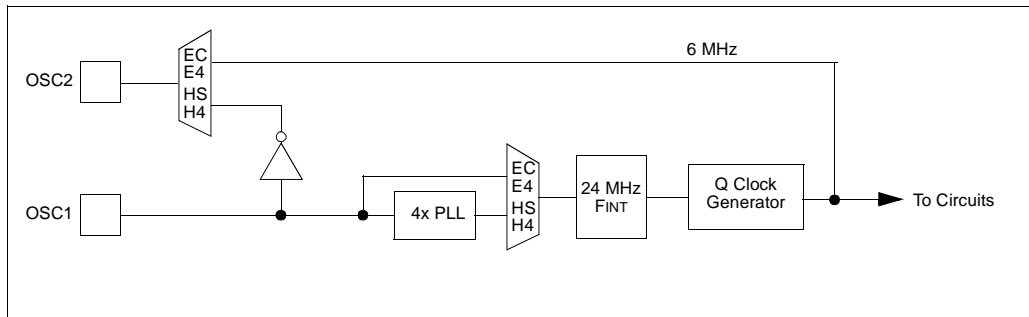 6 MHz
EC
E4
HS
H4
OSC2
OSC1
4x PLL
EC
E4
HS
H4
24 MHz
FINT
Q Clock
Generator
To Circuits